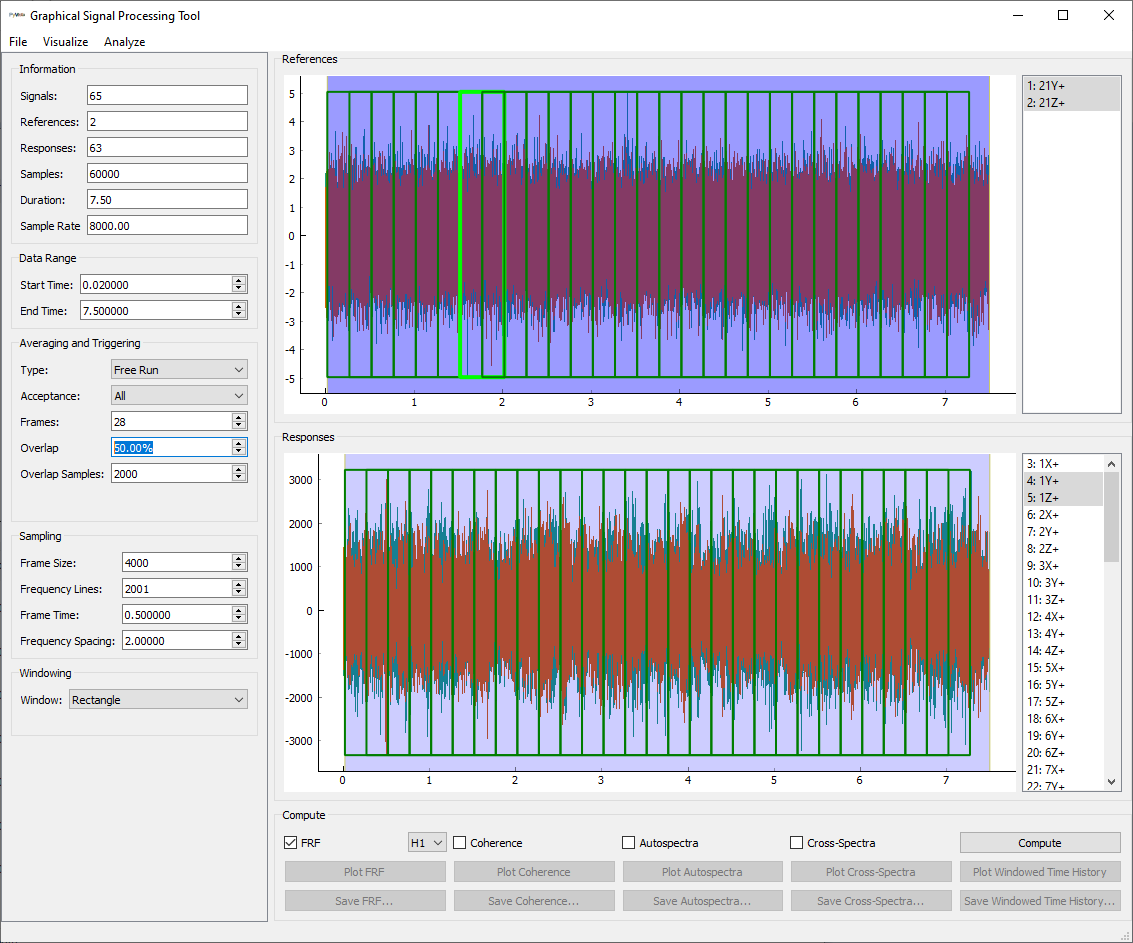 Graphical Signal Processing Tool
File Visualize Analyze
Information
Signals: 65
References: 2
Responses: 63
Samples: 60000
Duration: 7.50
Sample Rate 8000.00
Data Range
Start Time: 0.020000
End Time: 7.500000
Averaging and Triggering
Type: Free Run
Acceptance: All
Frames: 28
Overlap 50.00%
Overlap Samples: 2000
Sampling
Frame Size: 4000
Frequency Lines: 2001
Frame Time: 0.500000
Frequency Spacing: 2.00000
Windowing
Window: Rectangle
References
5
4
3
2
1
0
-1
-2
-3
-4
-5
0 1 2 3 4 5 6 7
1: 21Y+
2: 21Z+
Responses
3000
2000
1000
0
-1000
-2000
-3000
0 1 2 3 4 5 6 7
3: 1X+
4: 1Y+
5: 1Z+
6: 2X+
7: 2Y+
8: 2Z+
9: 3X+
10: 3Y+
11: 3Z+
12: 4X+
13: 4Y+
14: 4Z+
15: 5X+
16: 5Y+
17: 5Z+
18: 6X+
19: 6Y+
20: 6Z+
21: 7X+
22: 7Y+
Compute
FRF H1 Coherence Autospectra Cross-Spectra Compute
Plot FRF Plot Coherence Plot Autospectra Plot Cross-Spectra Plot Windowed Time History
Save FRF... Save Coherence... Save Autospectra... Save Cross-Spectra... Save Windowed Time History...